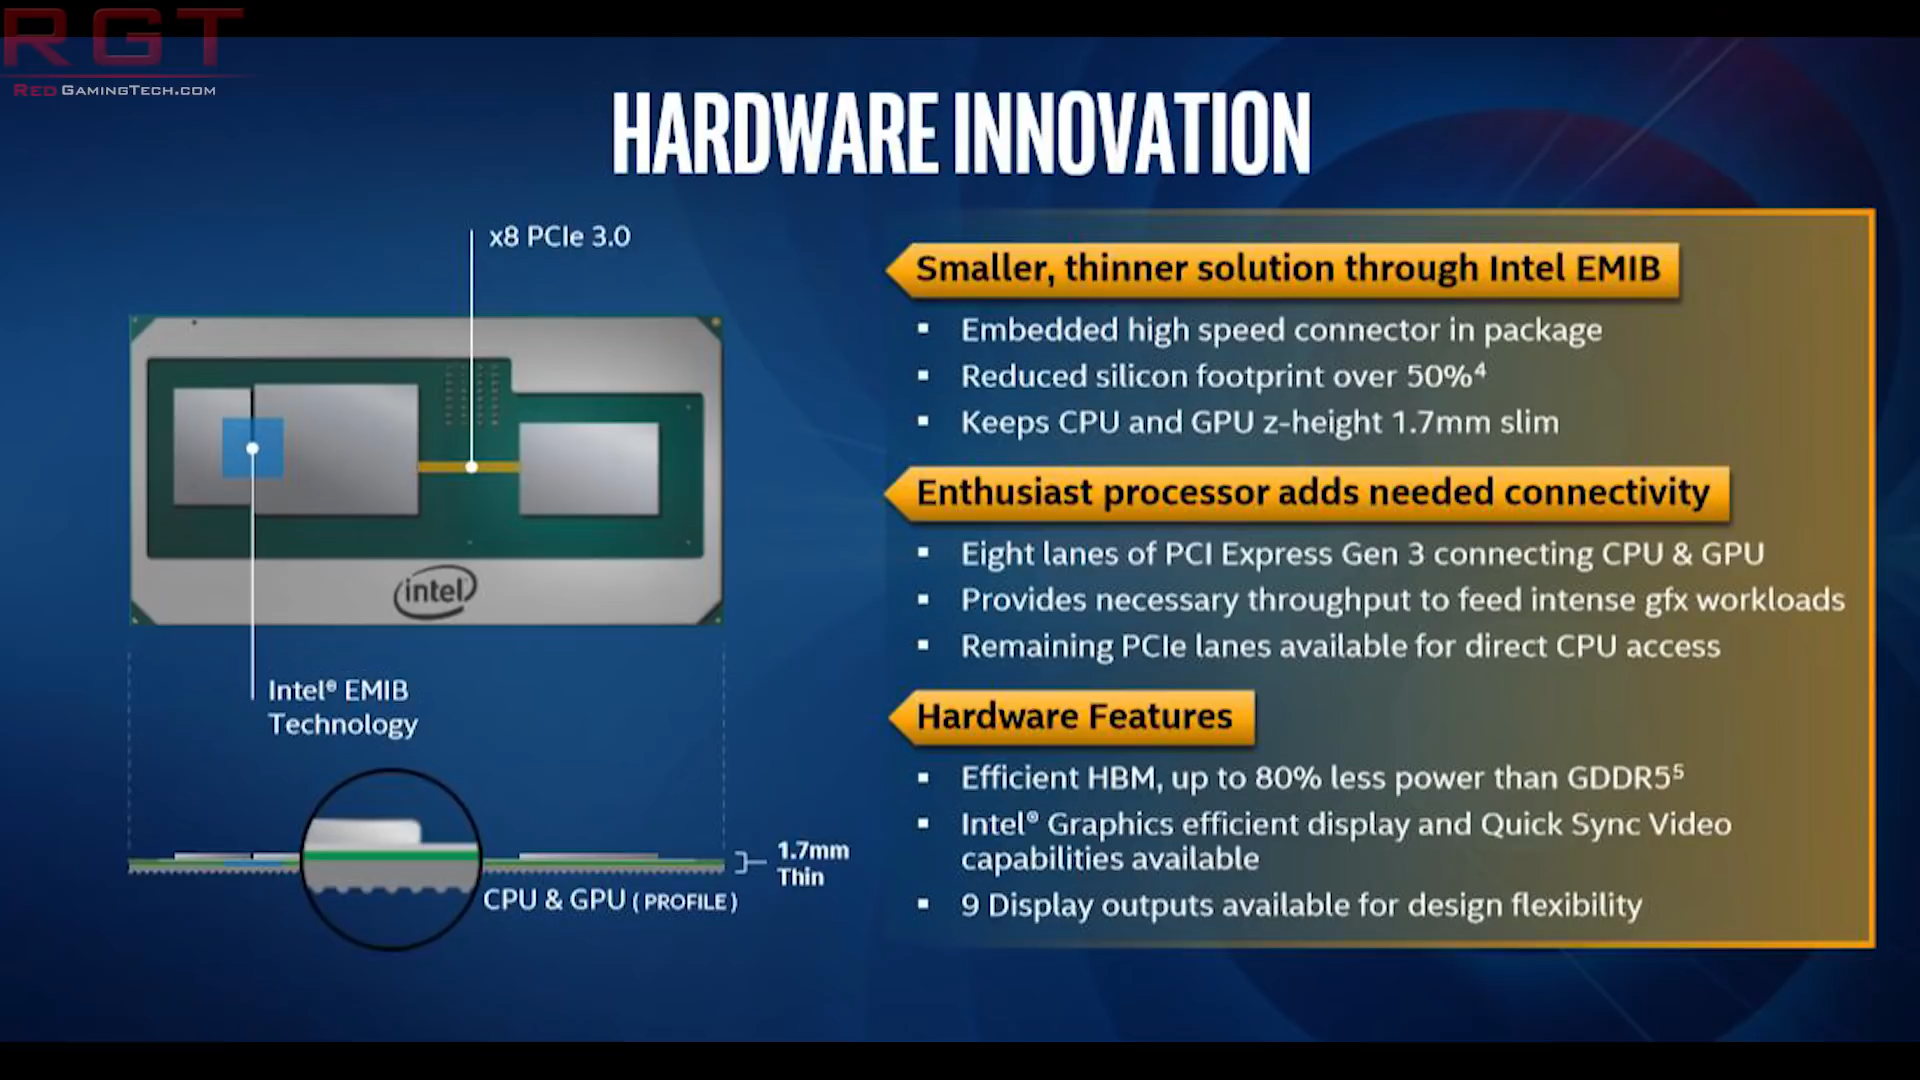 RGT
RED GAMINGTECH.COM
HARDWARE INNOVATION
x8 PCIe 3.0
intel
Intel® EMIB
Technology
1.7mm
Thin
CPU & GPU ( PROFILE )
Smaller, thinner solution through Intel EMIB
▪ Embedded high speed connector in package
▪ Reduced silicon footprint over 50%⁴
▪ Keeps CPU and GPU z-height 1.7mm slim
Enthusiast processor adds needed connectivity
▪ Eight lanes of PCI Express Gen 3 connecting CPU & GPU
▪ Provides necessary throughput to feed intense gfx workloads
▪ Remaining PCIe lanes available for direct CPU access
Hardware Features
▪ Efficient HBM, up to 80% less power than GDDR5⁵
▪ Intel® Graphics efficient display and Quick Sync Video
capabilities available
▪ 9 Display outputs available for design flexibility